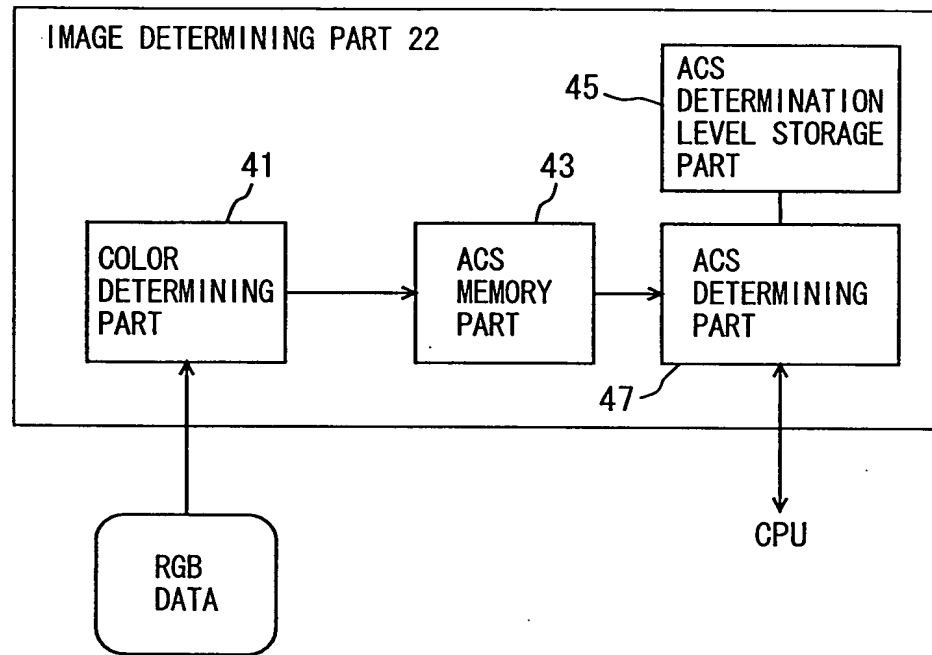 IMAGE DETERMINING PART 22
45
ACS
DETERMINATION
LEVEL STORAGE
PART
41
COLOR
DETERMINING
PART
43
ACS
MEMORY
PART
ACS
DETERMINING
PART
47
RGB
DATA
CPU